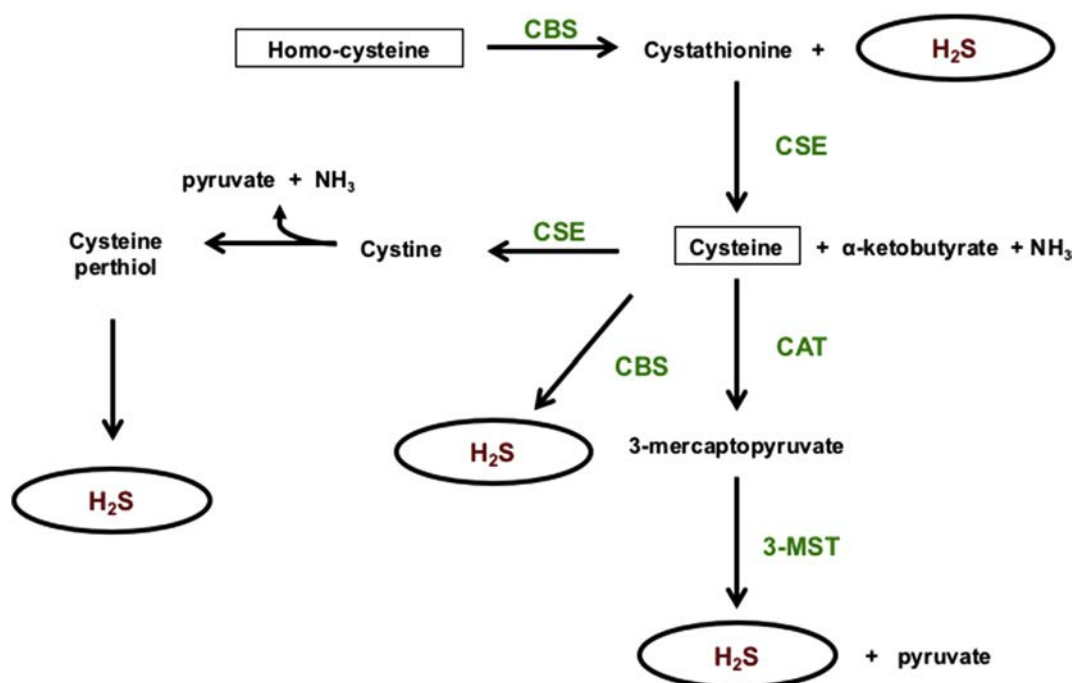 CBS
Homo-cysteine
Cystathionine + H₂S
CSE
pyruvate + NH₃
Cysteine
perthiol
Cystine
CSE
Cysteine + α-ketobutyrate + NH₃
CBS
CAT
H₂S
3-mercaptopyruvate
H₂S
3-MST
H₂S + pyruvate